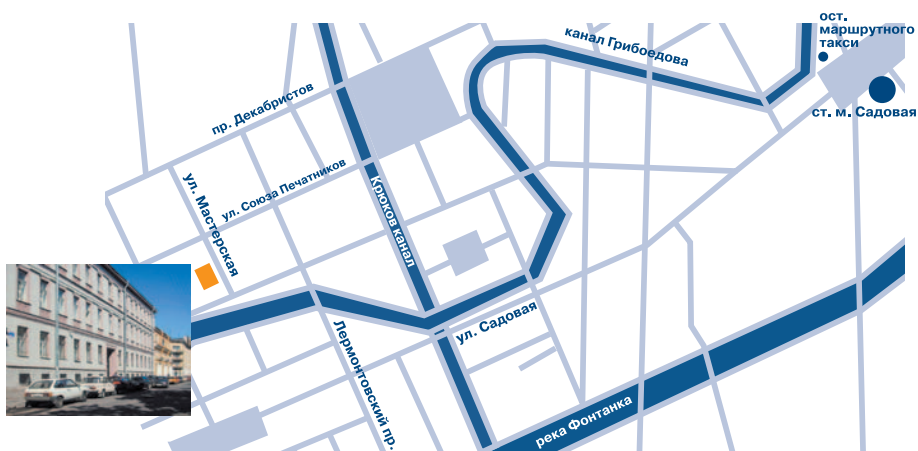 ост.
маршрутного
такси
канал Грибоедова
ст. м. Садовая
пр. Декабристов
ул. Союза Печатников
ул. Мастерская
Крюков канал
ул. Садовая
Лермонтовский пр.
река Фонтанка